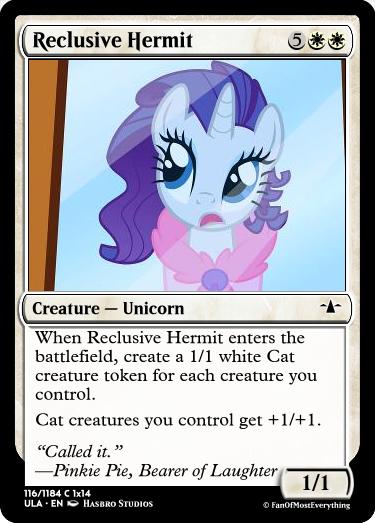 Reclusive Hermit 5
Creature — Unicorn
When Reclusive Hermit enters the
battlefield, create a 1/1 white Cat
creature token for each creature you
control.
Cat creatures you control get +1/+1.
“Called it.”
—Pinkie Pie, Bearer of Laughter
1/1
116/1184 C 1x14
ULA • EN Hasbro Studios
© FanOfMostEverything